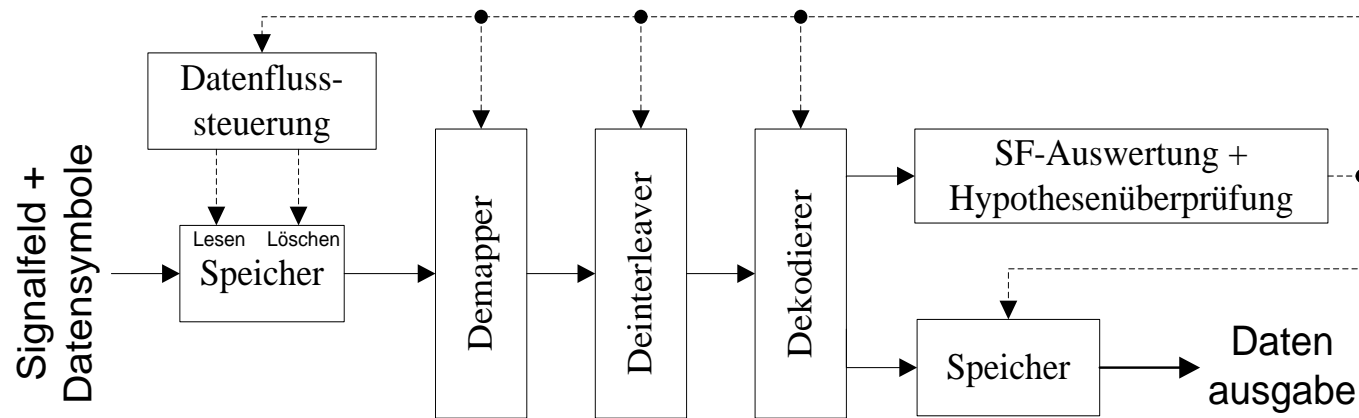 Signalfeld +
Datensymbole
Datenfluss-
steuerung
Lesen Löschen
Speicher
Demapper
Deinterleaver
Dekodierer
SF-Auswertung +
Hypothesenüberprüfung
Speicher
Daten
ausgabe